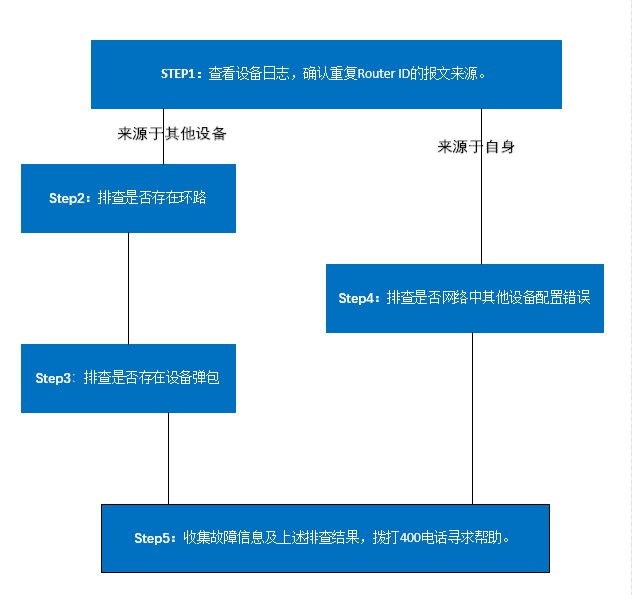 STEP1：查看设备日志，确认重复Router ID的报文来源。
来源于其他设备
来源于自身
Step2：排查是否存在环路
Step4：排查是否网络中其他设备配置错误
Step3：排查是否存在设备弹包
Step5：收集故障信息及上述排查结果，拨打400电话寻求帮助。